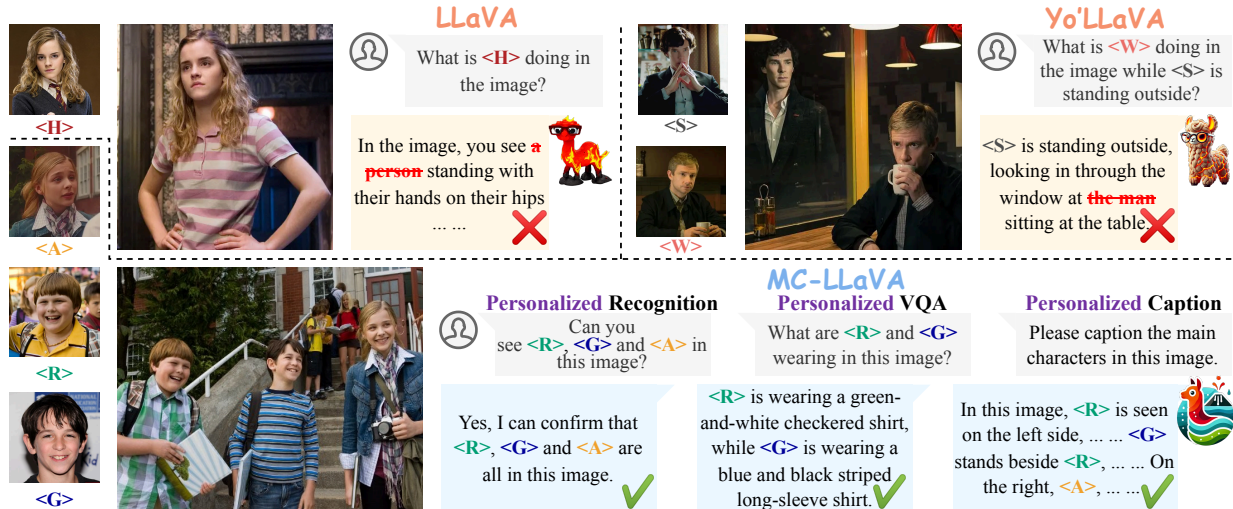 LLaVA
<H>
What is <H> doing in
the image?
In the image, you see a
person standing with
their hands on their hips
... ...
<A>
Yo'LLaVA
<S>
<W>
What is <W> doing in
the image while <S> is
standing outside?
<S> is standing outside,
looking in through the
window at the man
sitting at the table.
MC-LLaVA
<R>
<G>
Personalized Recognition
Can you
see <R>, <G> and <A> in
this image?
Yes, I can confirm that
<R>, <G> and <A> are
all in this image.
Personalized VQA
What are <R> and <G>
wearing in this image?
<R> is wearing a green-
and-white checkered shirt,
while <G> is wearing a
blue and black striped
long-sleeve shirt.
Personalized Caption
Please caption the main
characters in this image.
In this image, <R> is seen
on the left side, ... ... <G>
stands beside <R>, ... ... On
the right, <A>, ... ...